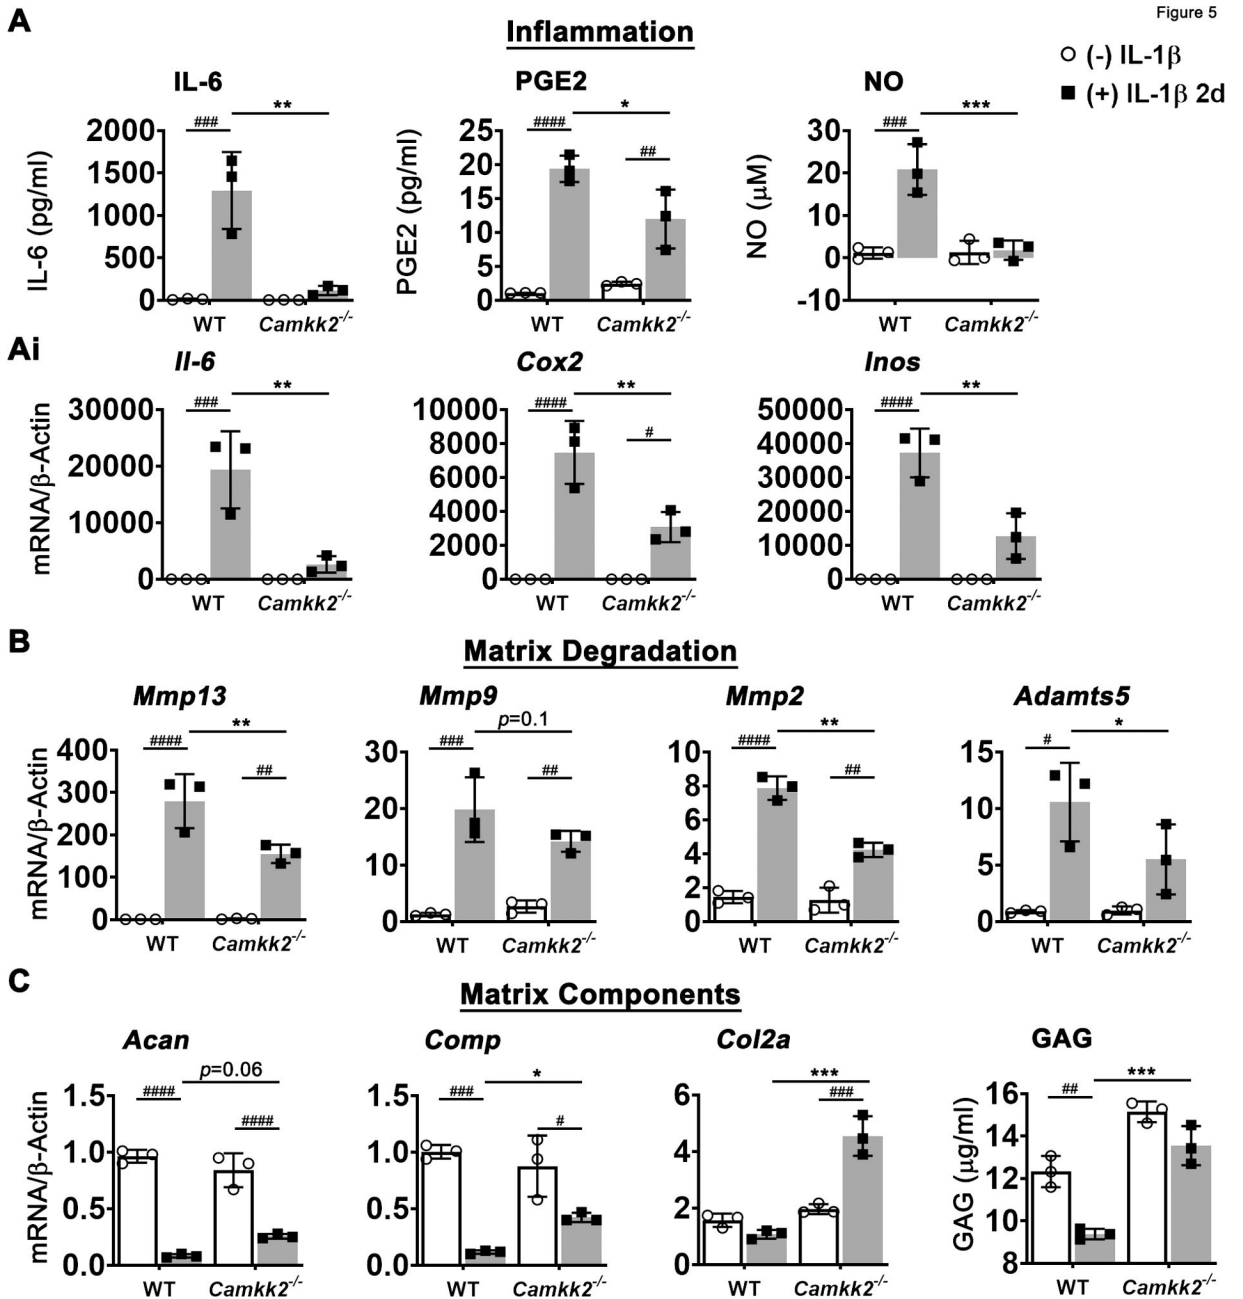 Figure 5
A
Inflammation
(-) IL-1β
(+) IL-1β 2d
IL-6
PGE2
NO
IL-6 (pg/ml)
2000
1500
1000
500
0
###
**
WT
Camkk2-/-
PGE2 (pg/ml)
25
20
15
10
5
0
####
*
##
WT
Camkk2-/-
NO (µM)
30
20
10
0
-10
###
***
WT
Camkk2-/-
Ai
Il-6
Cox2
Inos
mRNA/β-Actin
30000
20000
10000
0
###
**
WT
Camkk2-/-
10000
8000
6000
4000
2000
0
####
**
#
WT
Camkk2-/-
50000
40000
30000
20000
10000
0
####
**
WT
Camkk2-/-
B
Matrix Degradation
Mmp13
Mmp9
Mmp2
Adamts5
mRNA/β-Actin
400
300
200
100
0
####
**
##
WT
Camkk2-/-
30
20
10
0
###
p=0.1
##
WT
Camkk2-/-
10
8
6
4
2
0
####
**
##
WT
Camkk2-/-
15
10
5
0
#
*
WT
Camkk2-/-
C
Matrix Components
Acan
Comp
Col2a
GAG
mRNA/β-Actin
1.5
1.0
0.5
0.0
####
p=0.06
####
WT
Camkk2-/-
1.5
1.0
0.5
0.0
###
*
#
WT
Camkk2-/-
6
4
2
0
***
###
WT
Camkk2-/-
GAG (µg/ml)
16
14
12
10
8
##
***
WT
Camkk2-/-